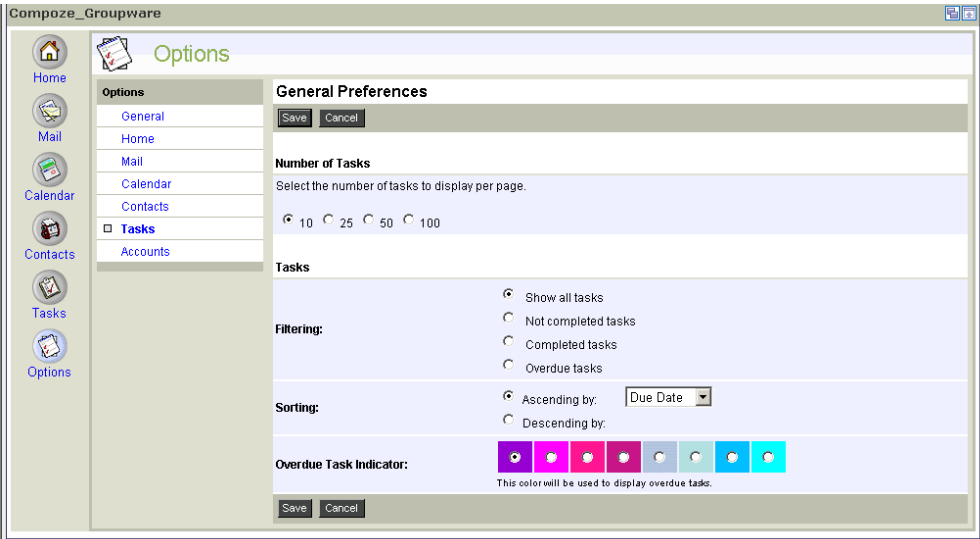 Compoze_Groupware
Home
Mail
Calendar
Contacts
Tasks
Options
Options
Options
General
Home
Mail
Calendar
Contacts
Tasks
Accounts
General Preferences
Save Cancel
Number of Tasks
Select the number of tasks to display per page.
10 25 50 100
Tasks
Filtering:
Show all tasks
Not completed tasks
Completed tasks
Overdue tasks
Sorting:
Ascending by: Due Date
Descending by:
Overdue Task Indicator:
This color will be used to display overdue tasks.
Save Cancel